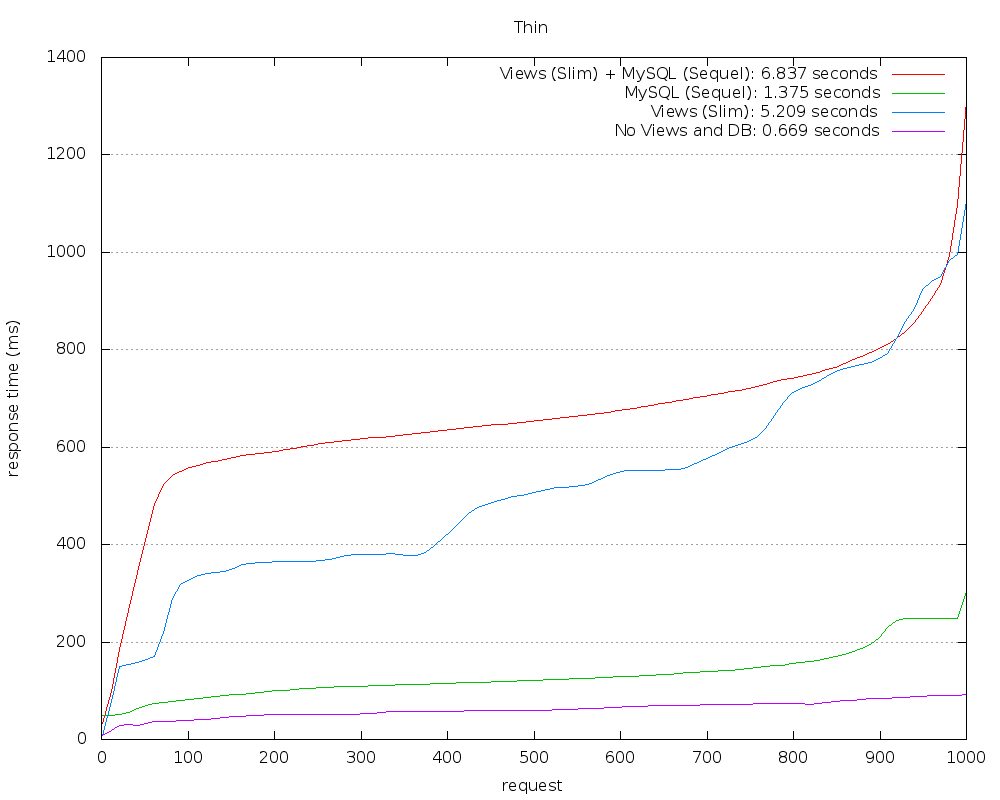 Thin
1400
1200
1000
800
600
400
200
0
response time (ms)
Views (Slim) + MySQL (Sequel): 6.837 seconds
MySQL (Sequel): 1.375 seconds
Views (Slim): 5.209 seconds
No Views and DB: 0.669 seconds
0 100 200 300 400 500 600 700 800 900 1000
request